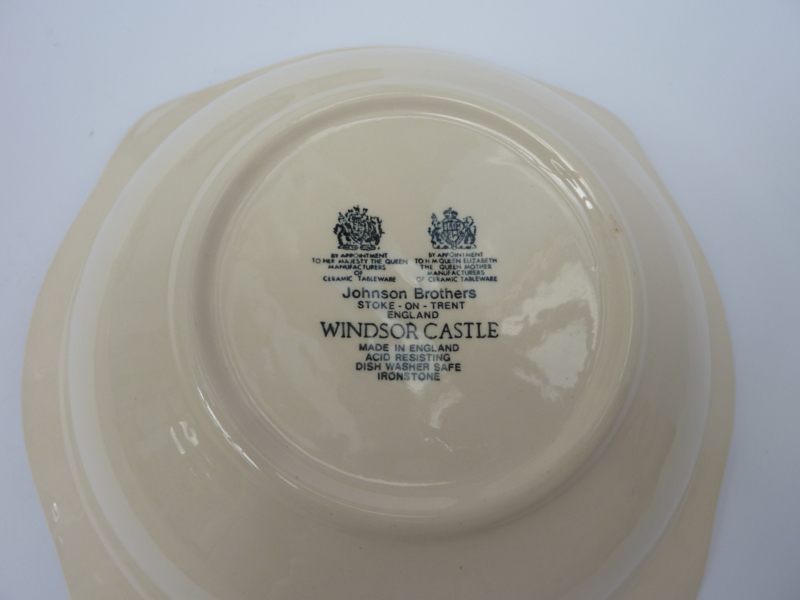 BY APPOINTMENT
TO HER MAJESTY THE QUEEN
MANUFACTURERS
OF
CERAMIC TABLEWARE
BY APPOINTMENT
TO H M QUEEN ELIZABETH
THE QUEEN MOTHER
MANUFACTURERS
OF CERAMIC TABLEWARE
Johnson Brothers
STOKE - ON - TRENT
ENGLAND
WINDSOR CASTLE
MADE IN ENGLAND
ACID RESISTING
DISH WASHER SAFE
IRONSTONE